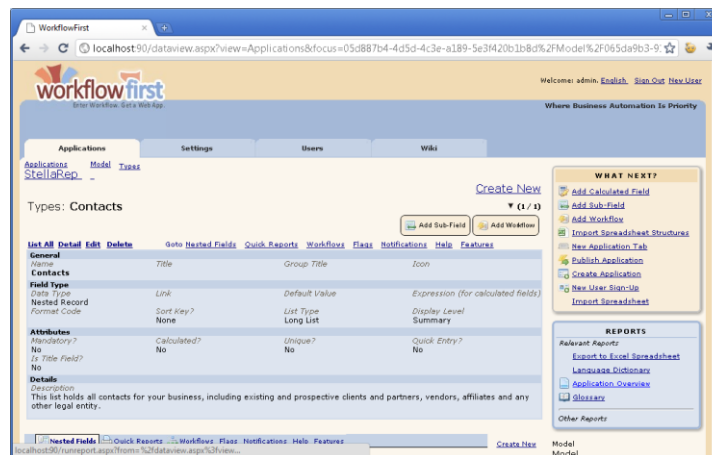 WorkflowFirst
localhost:90/dataview.aspx?view=Applications&focus=05d887b4-4d5d-4c3e-a189-5e3f420b1b8d%2FModel%2F065da9b3-9
workflowfirst
Enter Workflow. Get a Web App.
Welcome: admin, English, Sign Out New User
Where Business Automation Is Priority
Applications Settings Users Wiki
Applications Model Types
StellaRep
Create New
Types: Contacts
(1/1)
Add Sub-Field Add Workflow
List All Detail Edit Delete Goto Nested Fields Quick Reports Workflows Flags Notifications Help Features
General
Name Title Group Title Icon
Contacts
Field Type
Data Type Link Default Value Expression (for calculated fields)
Nested Record
Format Code Sort Key? List Type Display Level
None Long List Summary
Attributes
Mandatory? Calculated? Unique? Quick Entry?
No No No No
Is Title Field?
No
Details
Description
This list holds all contacts for your business, including existing and prospective clients and partners, vendors, affiliates and any
other legal entity.
Nested Fields Quick Reports Workflows Flags Notifications Help Features
Create New
localhost:90/runreport.aspx?from=%2fdataview.aspx%3fview...
WHAT NEXT?
Add Calculated Field
Add Sub-Field
Add Workflow
Import Spreadsheet Structures
New Application Tab
Publish Application
Create Application
New User Sign-Up
Import Spreadsheet
REPORTS
Relevant Reports
Export to Excel Spreadsheet
Language Dictionary
Application Overview
Glossary
Other Reports
Model
Model